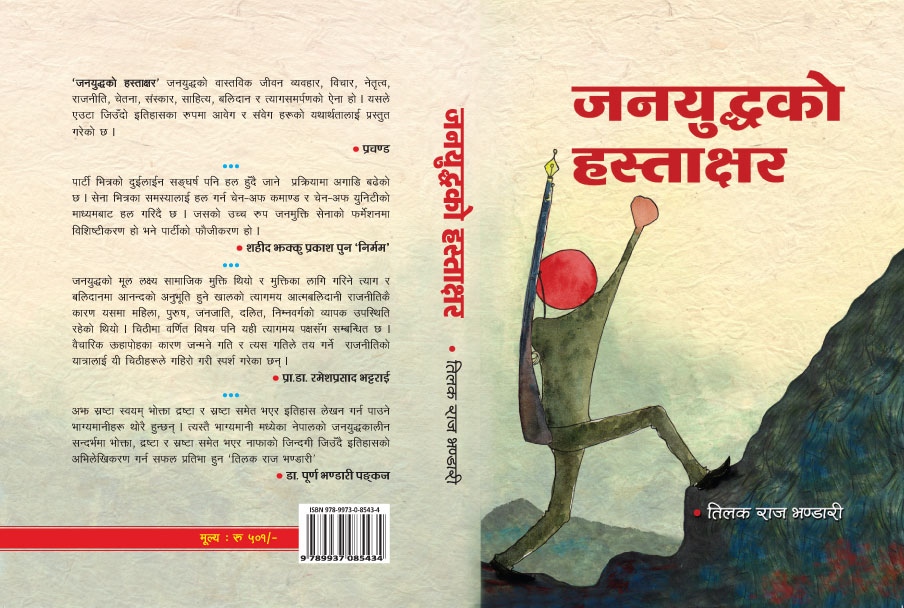 'जनयुद्धको हस्ताक्षर' जनयुद्धको वास्तविक जीवन व्यवहार, विचार, नेतृत्व,
राजनीति, चेतना, संस्कार, साहित्य, बलिदान र त्यागसमर्पणको ऐना हो । यसले
एउटा जिउँदो इतिहासका रुपमा आवेग र संवेग हरूको यथार्थतालाई प्रस्तुत
गरेको छ ।
● प्रचण्ड
●●●
पार्टी भित्रको दुईलाईन सङ्घर्ष पनि हल हुँदै जाने प्रक्रियामा अगाडि बढेको
छ । सेना भित्रका समस्यालाई हल गर्न चेन-अफ कमाण्ड र चेन-अफ युनिटीको
माध्यमबाट हल गरिदै छ । जसको उच्च रुप जनमुक्ति सेनाको फर्मेशनमा
विशिष्टीकरण हो भने पार्टीको फौजीकरण हो ।
● शहीद झक्कु प्रकाश पुन 'निर्मम'
●●●
जनयुद्धको मूल लक्ष्य सामाजिक मुक्ति थियो र मुक्तिका लागि गरिने त्याग र
बलिदानमा आनन्दको अनुभूति हुने खालको त्यागमय आत्मबलिदानी राजनीतिकै
कारण यसमा महिला, पुरुष, जनजाति, दलित, निम्नवर्गको व्यापक उपस्थिति
रहेको थियो । चिठीमा वर्णित विषय पनि यही त्यागमय पक्षसँग सम्बन्धित छ ।
वैचारिक ऊहापोहका कारण जन्मने गति र त्यस गतिले तय गर्ने राजनीतिको
यात्रालाई यी चिठीहरूले गहिरो गरी स्पर्श गरेका छन् ।
● प्रा.डा. रमेशप्रसाद भट्टराई
●●●
अझ स्रष्टा स्वयम् भोक्ता द्रष्टा र स्रष्टा समेत भएर इतिहास लेखन गर्न पाउने
भाग्यमानीहरू थोरै हुन्छन् । त्यस्तै भाग्यमानी मध्येका नेपालको जनयुद्धकालीन
सन्दर्भमा भोक्ता, द्रष्टा र स्रष्टा समेत भएर नाफाको जिन्दगी जिउँदै इतिहासको
अभिलेखिकरण गर्न सफल प्रतिभा हुन 'तिलक राज भण्डारी'
● डा. पूर्ण भण्डारी पङ्कज
मूल्य : रु ५०१/-
ISBN 978-9973-0-8543-4
9 789937 085434
जनयुद्धको हस्ताक्षर
● तिलक राज भण्डारी
जनयुद्धको
हस्ताक्षर
● तिलक राज भण्डारी